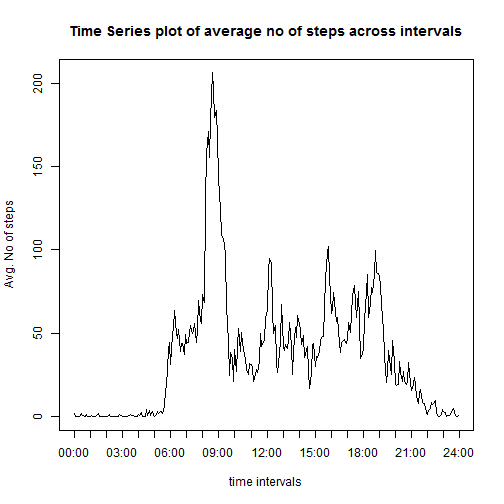 Time Series plot of average no of steps across intervals
Avg. No of steps
200
150
100
50
0
00:00 03:00 06:00 09:00 12:00 15:00 18:00 21:00 24:00
time intervals